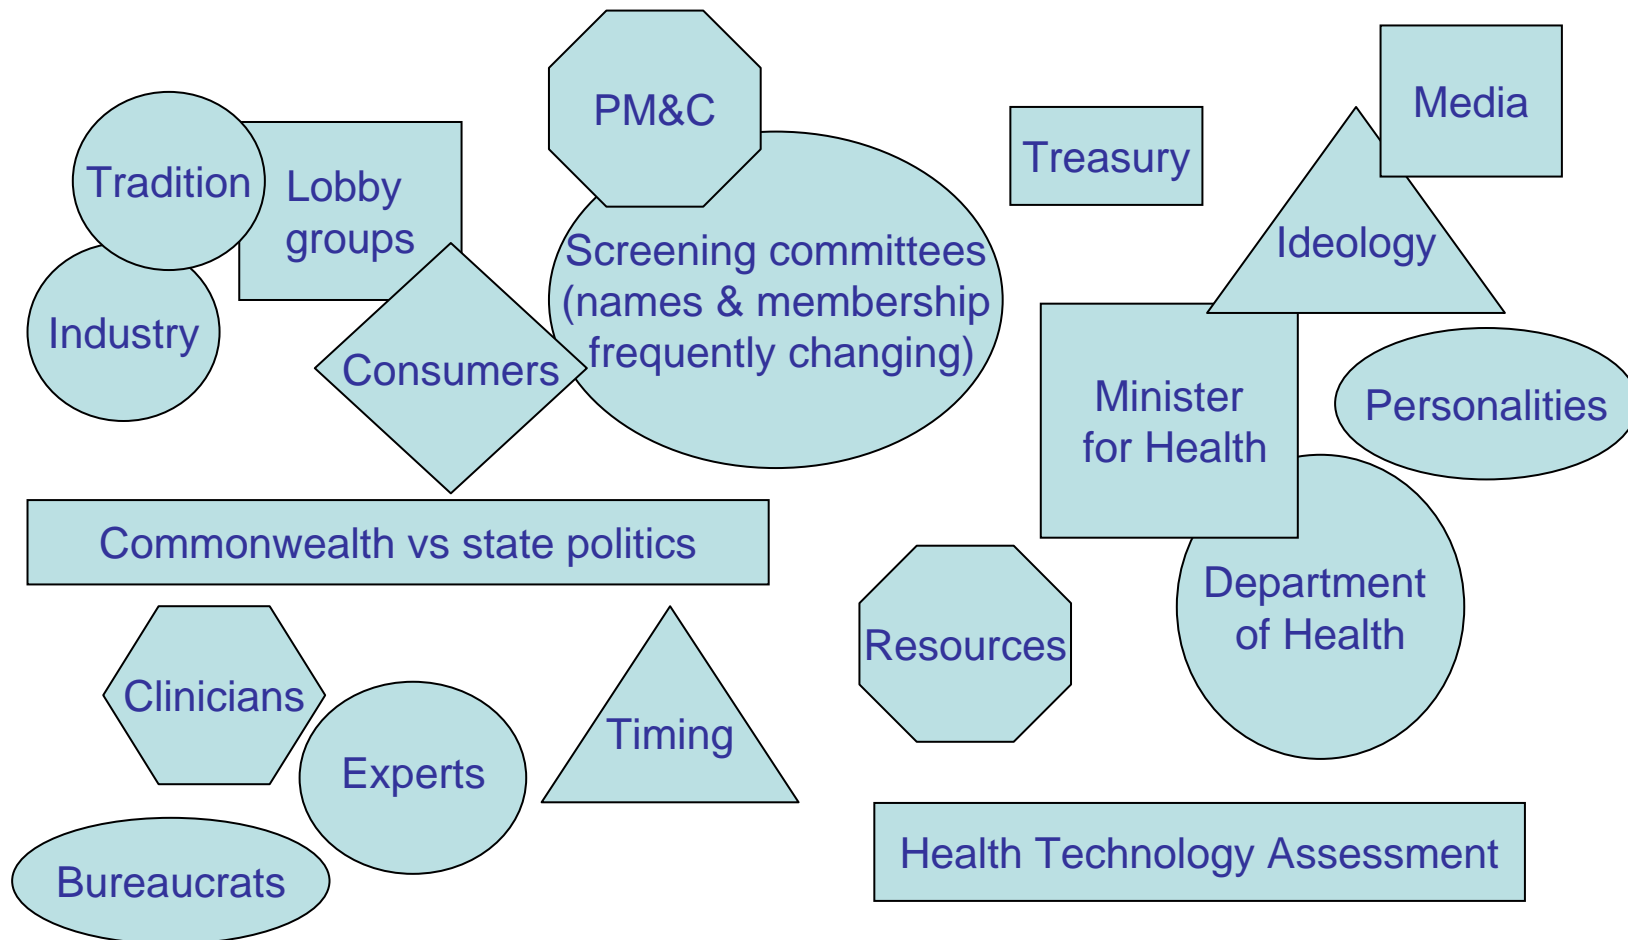 PM&C
Media
Treasury
Tradition
Lobby
groups
Ideology
Screening committees
(names & membership
frequently changing)
Industry
Consumers
Minister
for Health
Personalities
Commonwealth vs state politics
Department
of Health
Resources
Clinicians
Timing
Experts
Health Technology Assessment
Bureaucrats